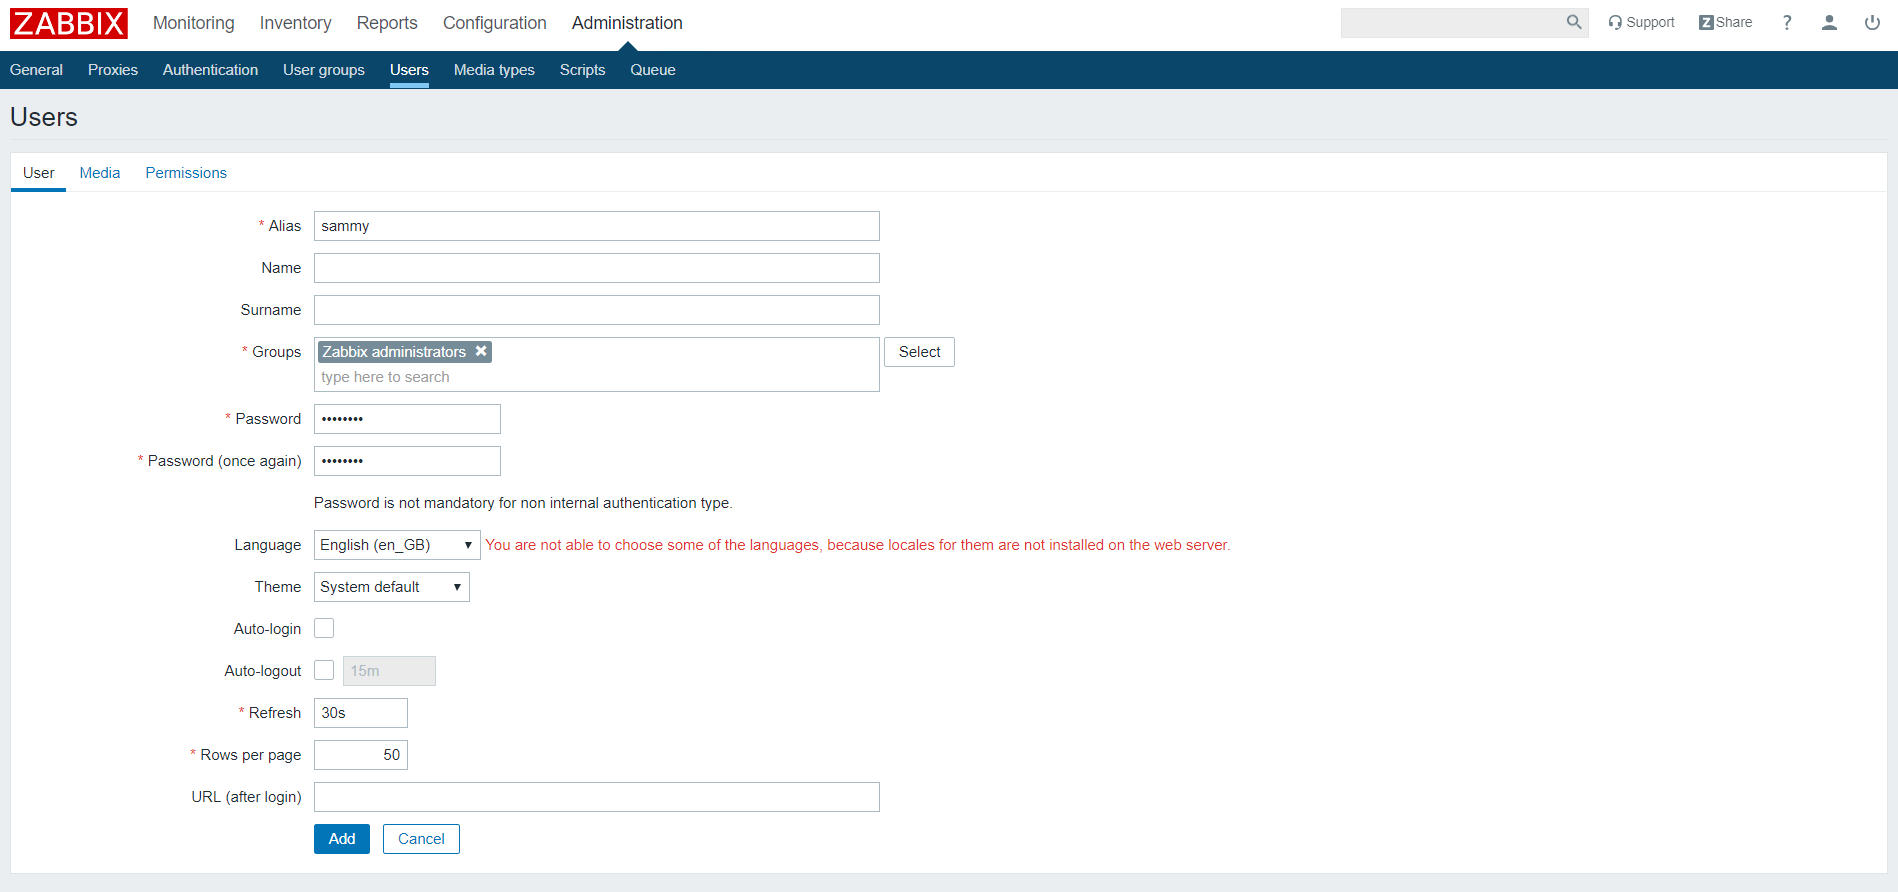 ZABBIX Monitoring Inventory Reports Configuration Administration Support Z Share ?
General Proxies Authentication User groups Users Media types Scripts Queue
Users
User Media Permissions
* Alias sammy
Name
Surname
* Groups Zabbix administrators ✖ Select
type here to search
* Password ••••••••
* Password (once again) ••••••••
Password is not mandatory for non internal authentication type.
Language English (en_GB) ▼ You are not able to choose some of the languages, because locales for them are not installed on the web server.
Theme System default ▼
Auto-login
Auto-logout 15m
* Refresh 30s
* Rows per page 50
URL (after login)
Add Cancel